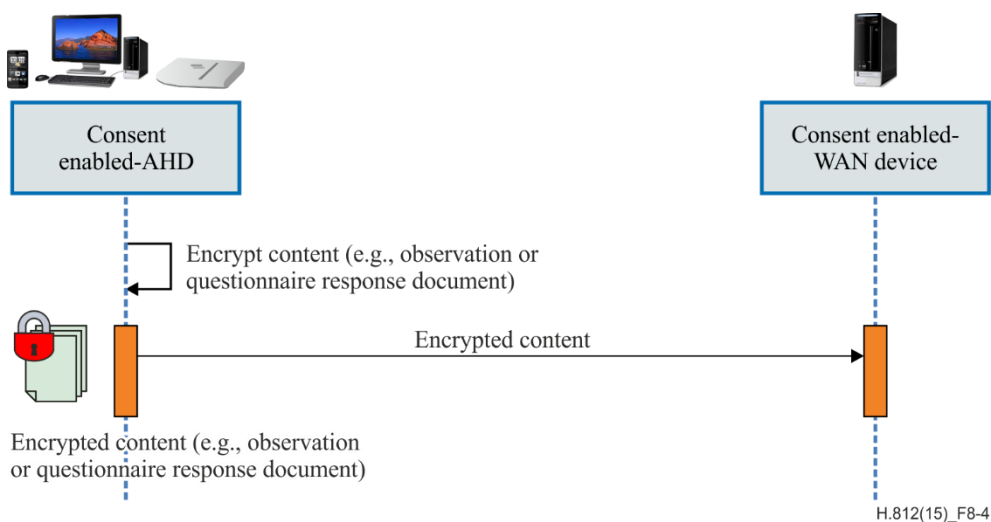 Consent
enabled-AHD
Consent enabled-
WAN device
Encrypt content (e.g., observation or
questionnaire response document)
Encrypted content
Encrypted content (e.g., observation
or questionnaire response document)
H.812(15)_F8-4